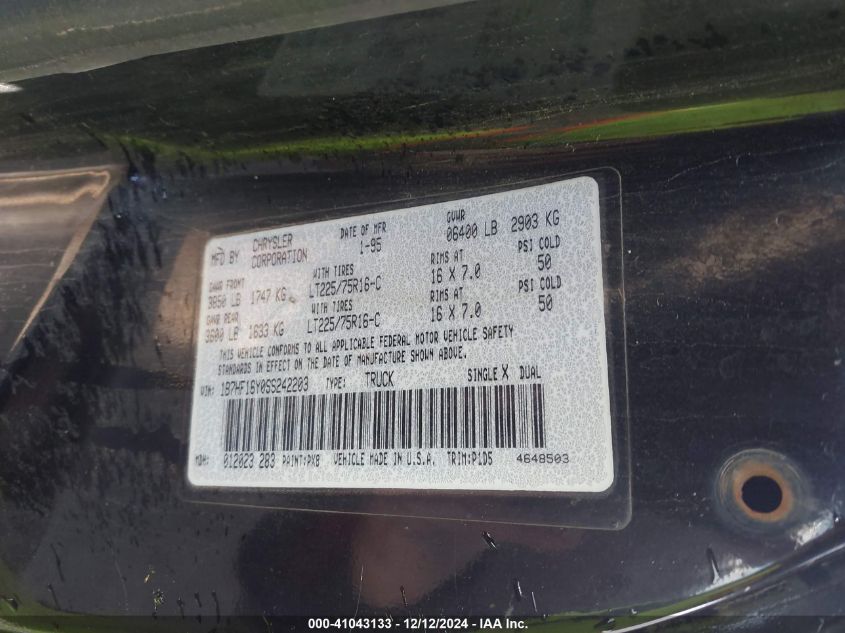 MFD BY CHRYSLER CORPORATION DATE OF MFR 1-95 GVWR 06400 LB 2903 KG
GAWR FRONT 3850 LB 1747 KG WITH TIRES LT225/75R16-C RIMS AT 16 X 7.0 PSI COLD 50
GAWR REAR 3600 LB 1633 KG WITH TIRES LT225/75R16-C RIMS AT 16 X 7.0 PSI COLD 50
THIS VEHICLE CONFORMS TO ALL APPLICABLE FEDERAL MOTOR VEHICLE SAFETY
STANDARDS IN EFFECT ON THE DATE OF MANUFACTURE SHOWN ABOVE.
VIN: 1B7HF16Y0SS242203 TYPE: TRUCK SINGLE X DUAL
MDH: 012023 283 PAINT:PX8 VEHICLE MADE IN U.S.A. TRIM:P1D5 4648503
000-41043133 - 12/12/2024 - IAA Inc.